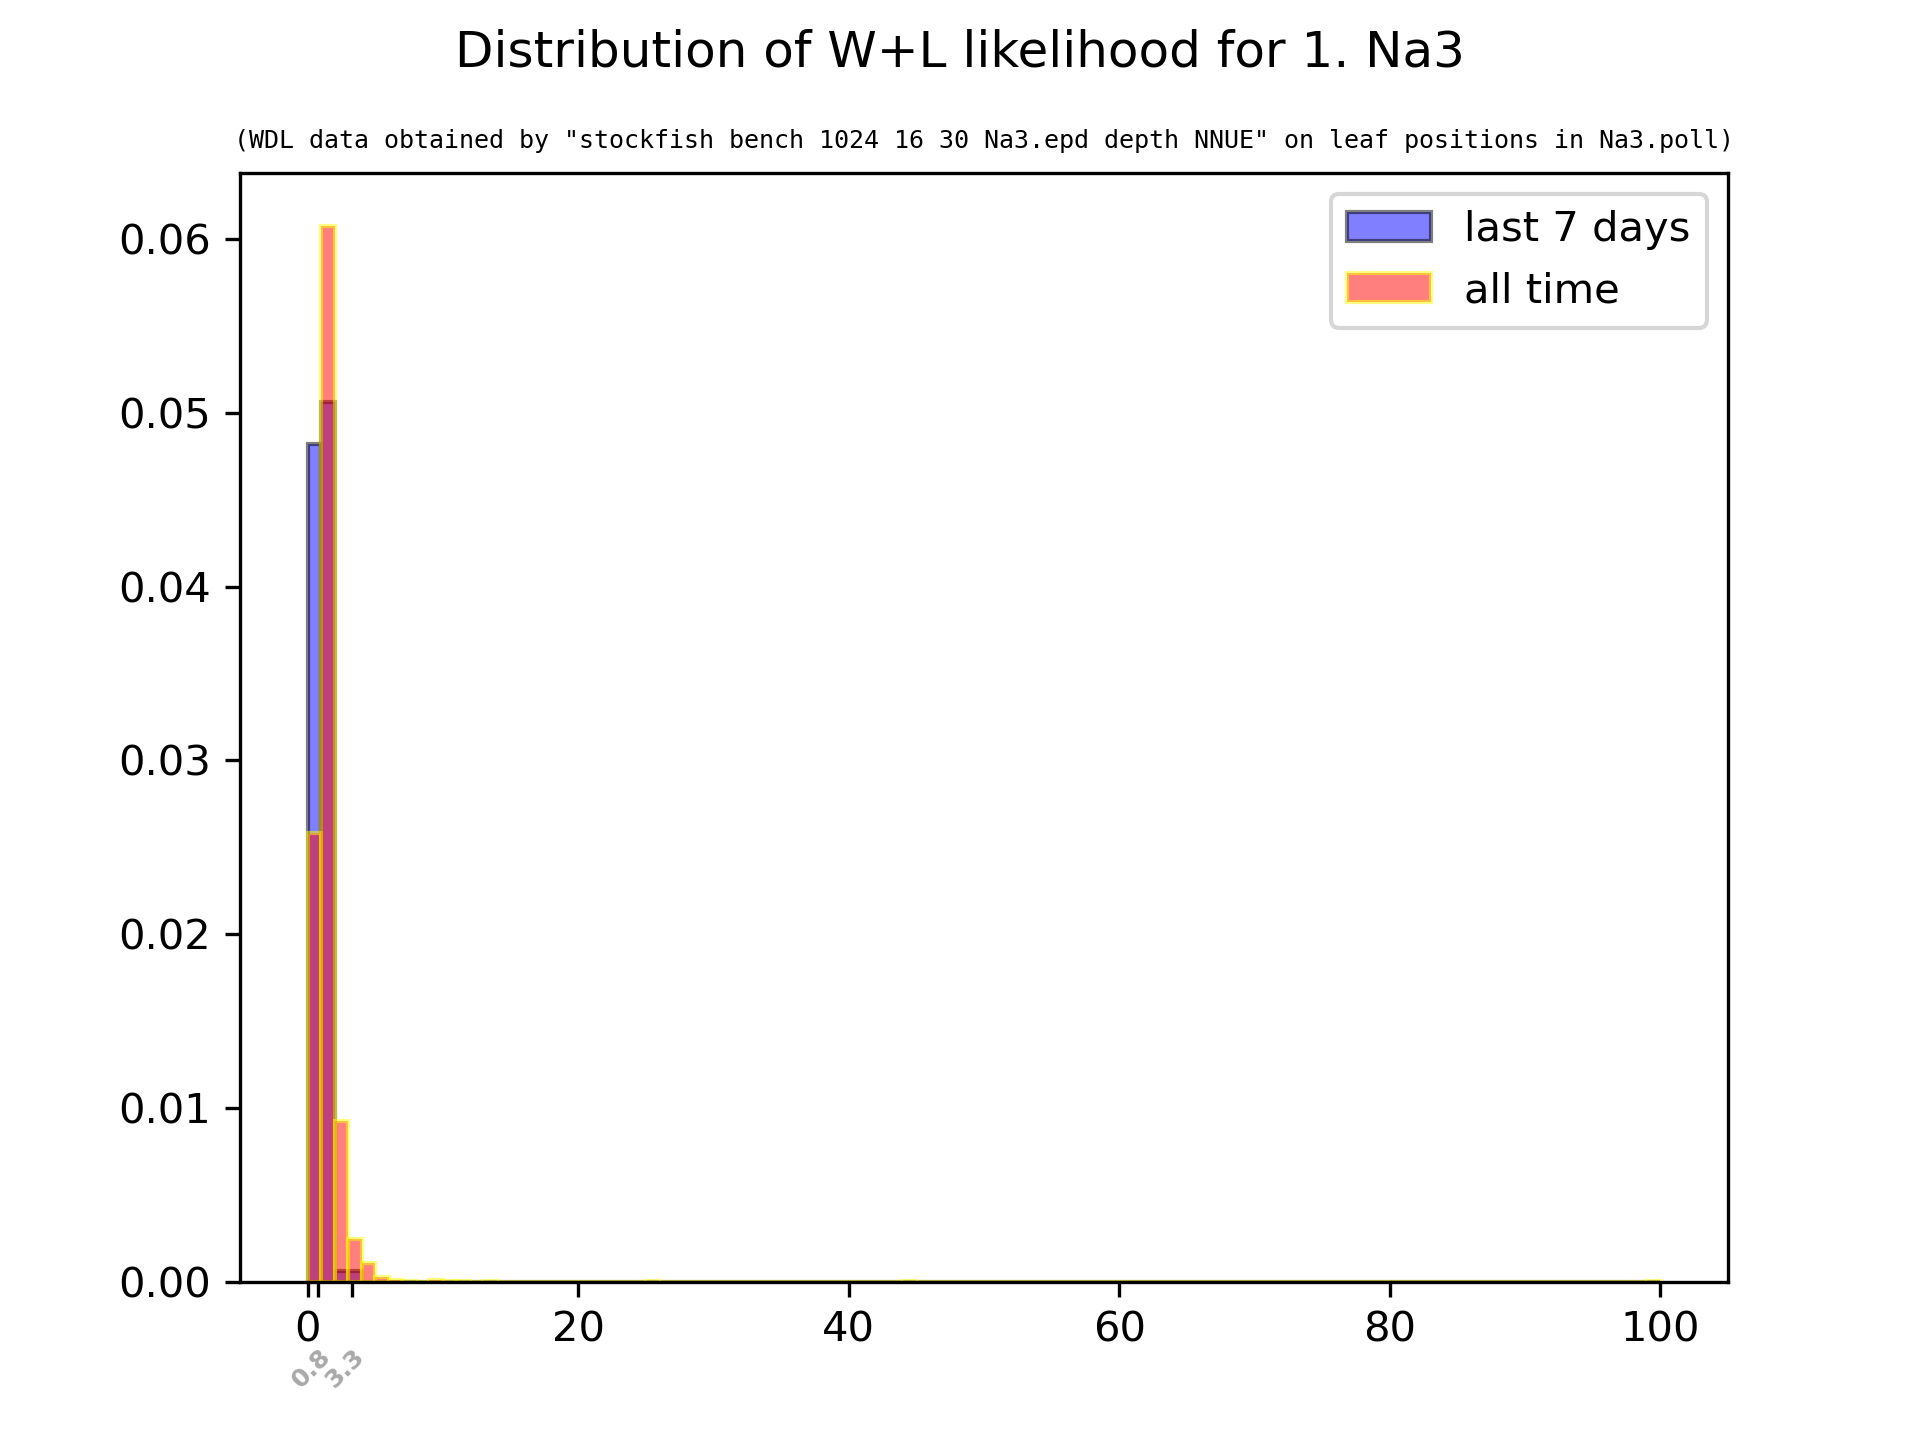 Distribution of W+L likelihood for 1. Na3
(WDL data obtained by "stockfish bench 1024 16 30 Na3.epd depth NNUE" on leaf positions in Na3.poll)
last 7 days
all time
0.06
0.05
0.04
0.03
0.02
0.01
0.00
0 20 40 60 80 100
0.8 3.3